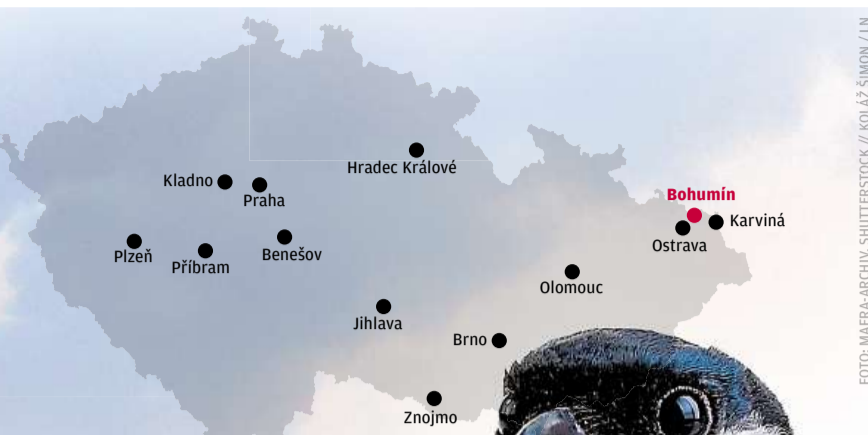 Hradec Králové
Kladno
Praha
Bohumín
Karviná
Ostrava
Plzeň
Příbram
Benešov
Olomouc
Jihlava
Brno
Znojmo
FOTO: MAFRA-ARCHIV, SHUTTERSTOCK // KOLÁŽ ŠIMON / LN